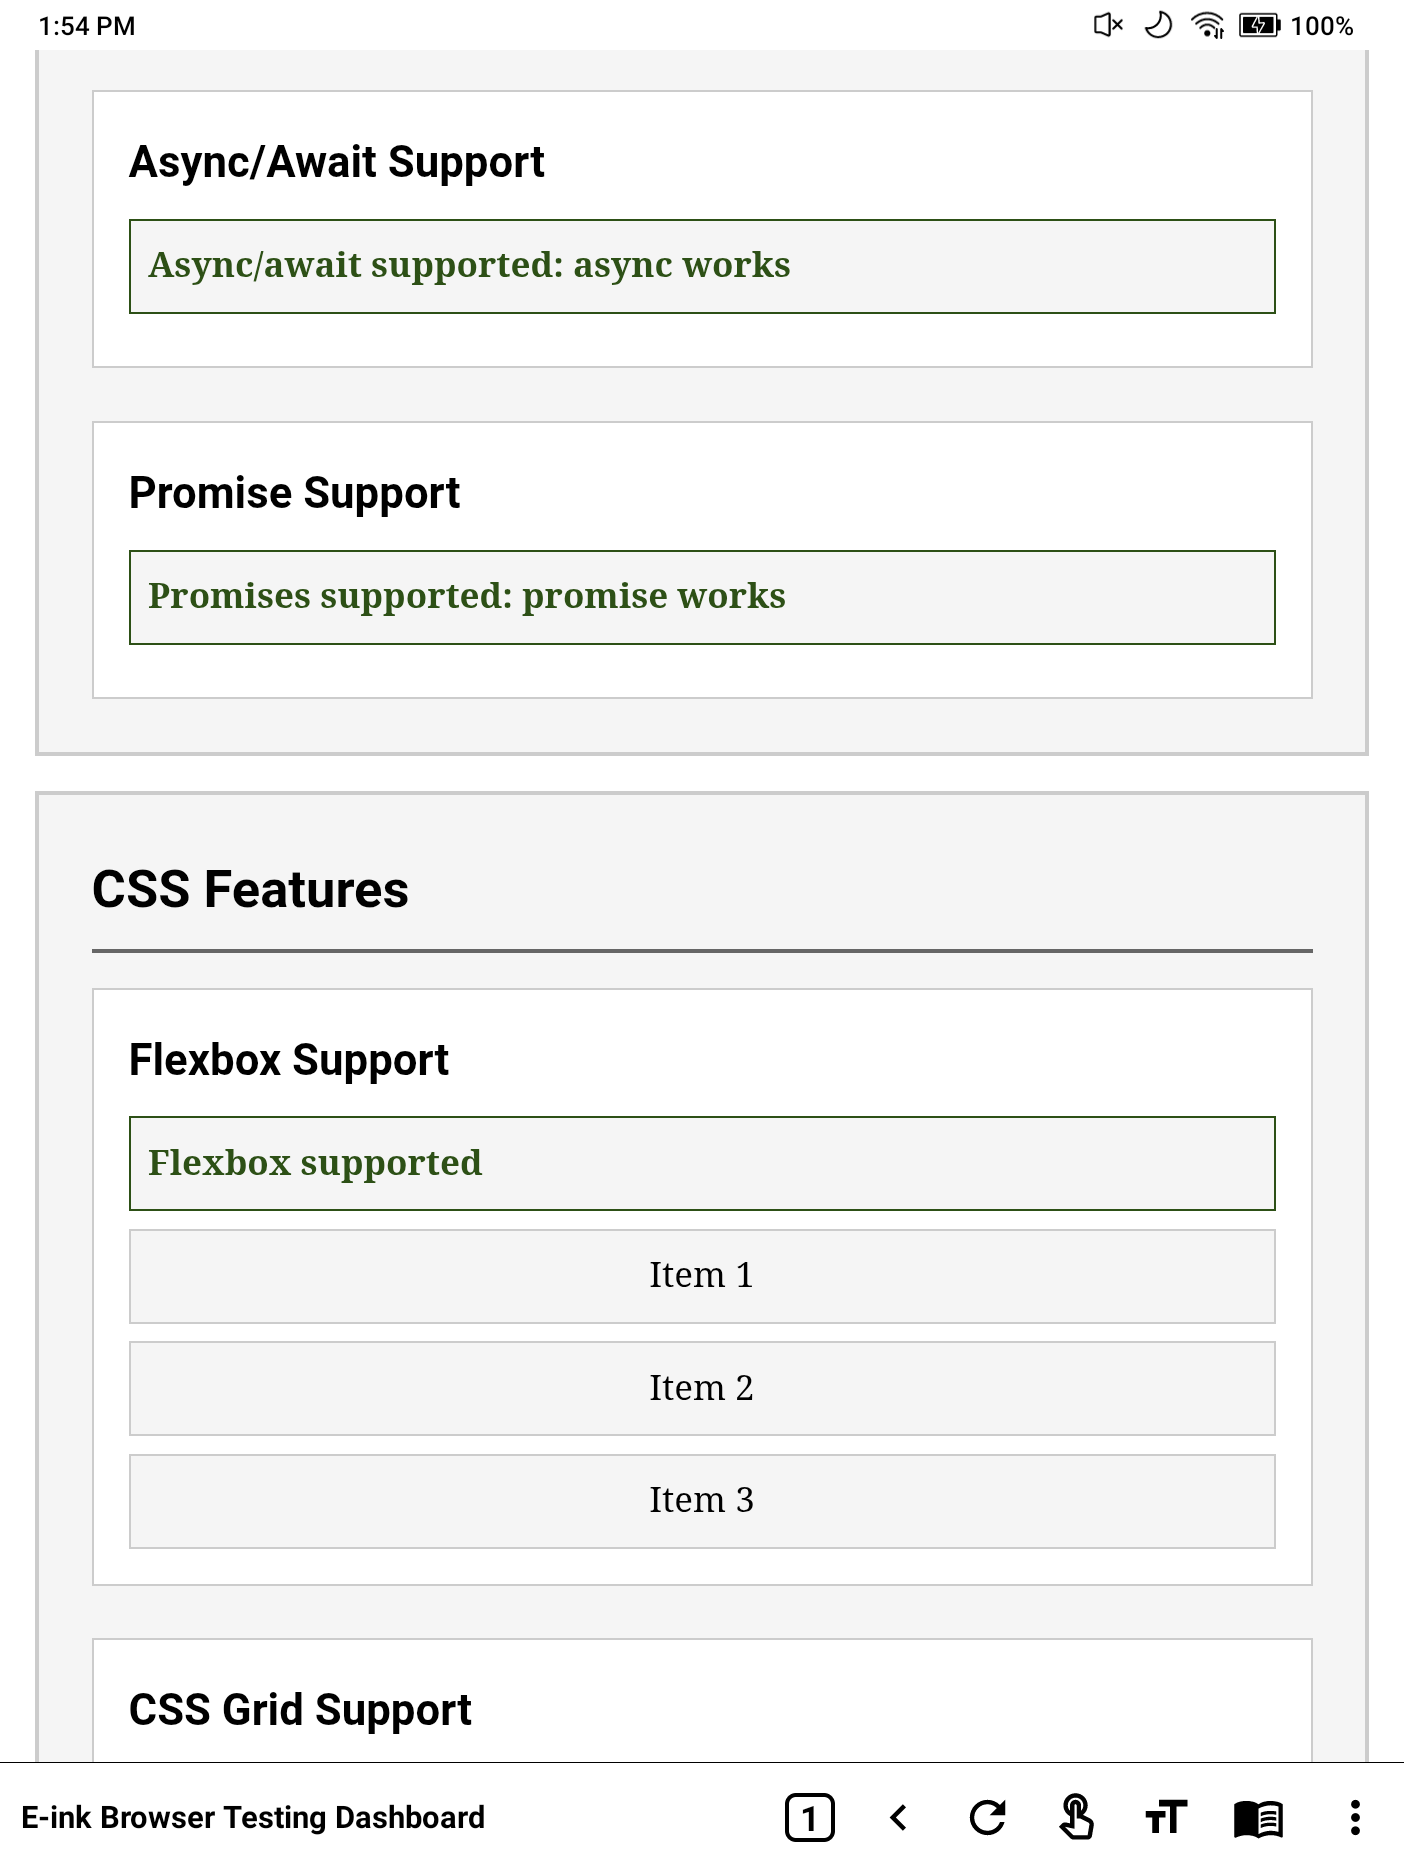 1:54 PM
100%
Async/Await Support
Async/await supported: async works
Promise Support
Promises supported: promise works
CSS Features
Flexbox Support
Flexbox supported
Item 1
Item 2
Item 3
CSS Grid Support
E-ink Browser Testing Dashboard
1